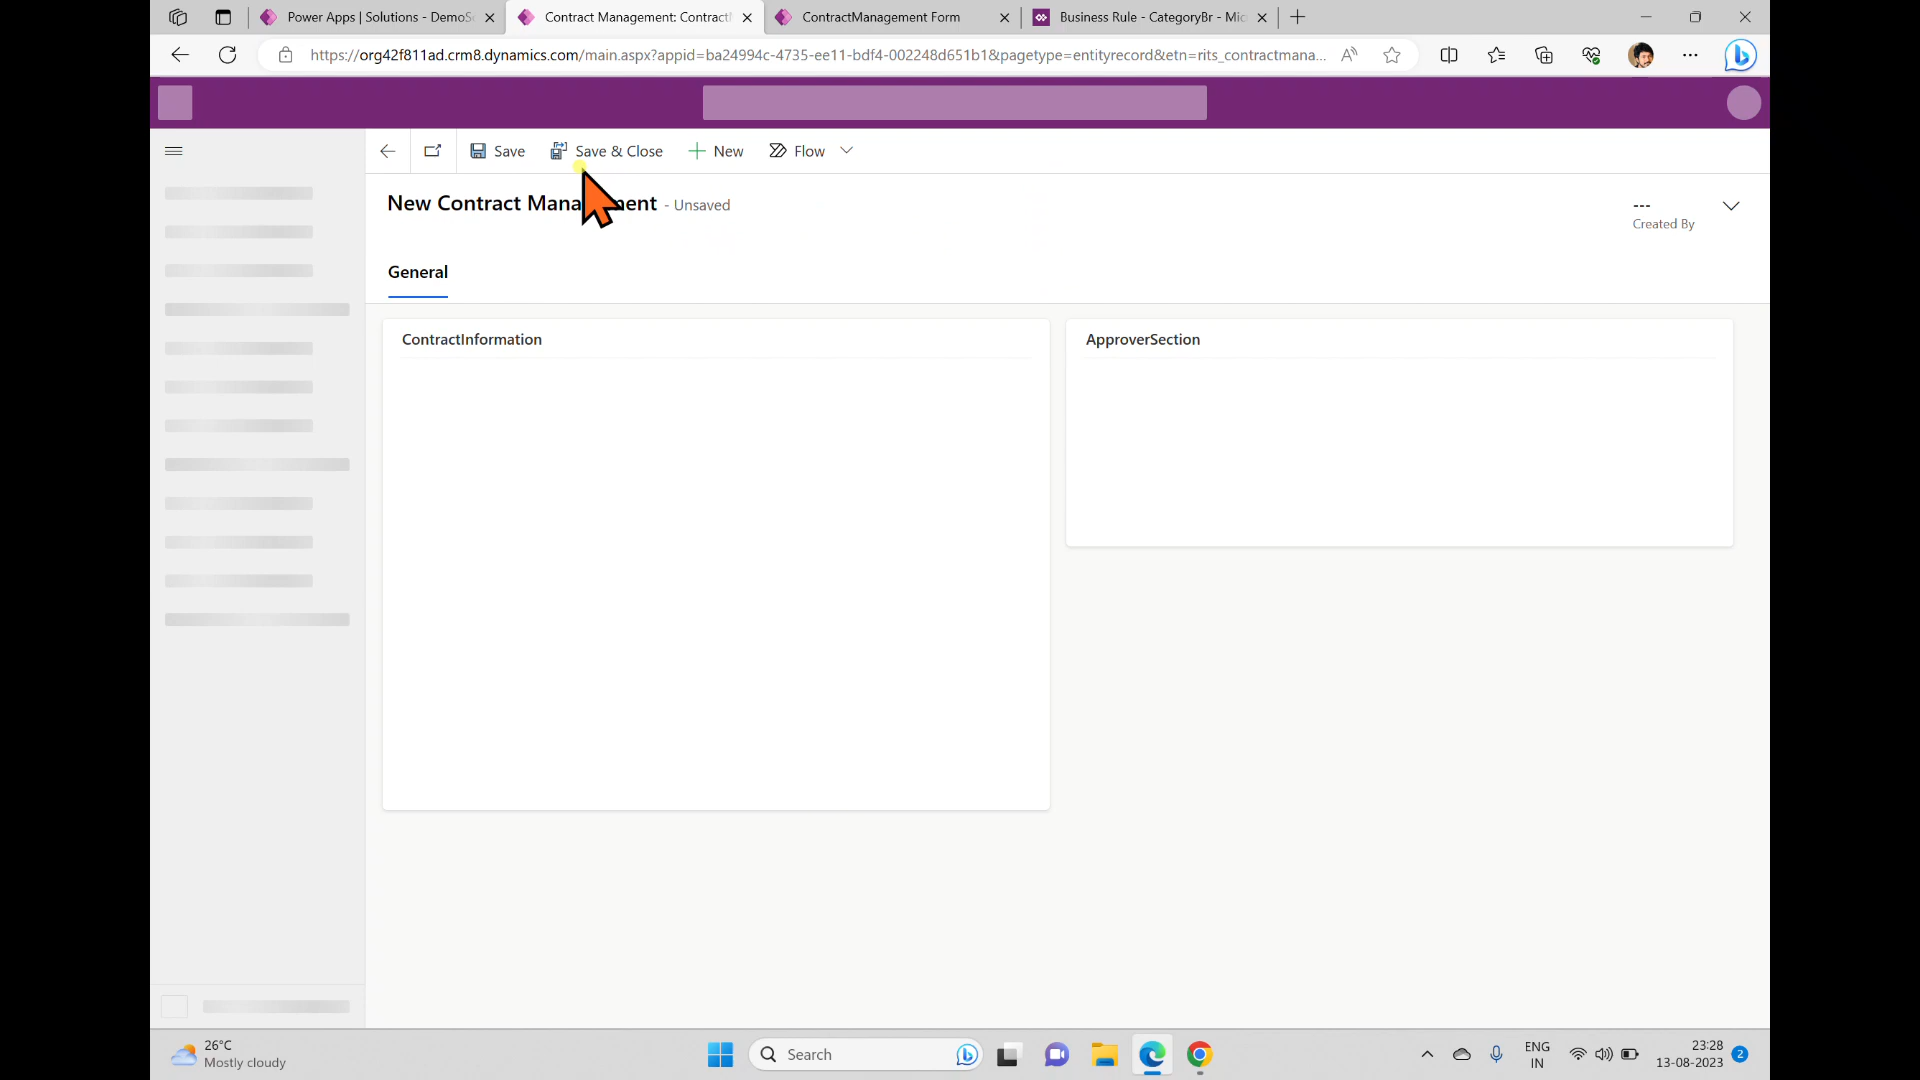 Power Apps | Solutions - DemoSo
Contract Management: Contract
ContractManagement Form
Business Rule - CategoryBr - Mic
https://org42f811ad.crm8.dynamics.com/main.aspx?appid=ba24994c-4735-ee11-bdf4-002248d651b1&pagetype=entityrecord&etn=rits_contractmana...
Save
Save & Close
New
Flow
New Contract Mana ent - Unsaved
---
Created By
General
ContractInformation
ApproverSection
26°C
Mostly cloudy
Search
ENG
IN
23:28
13-08-2023
2